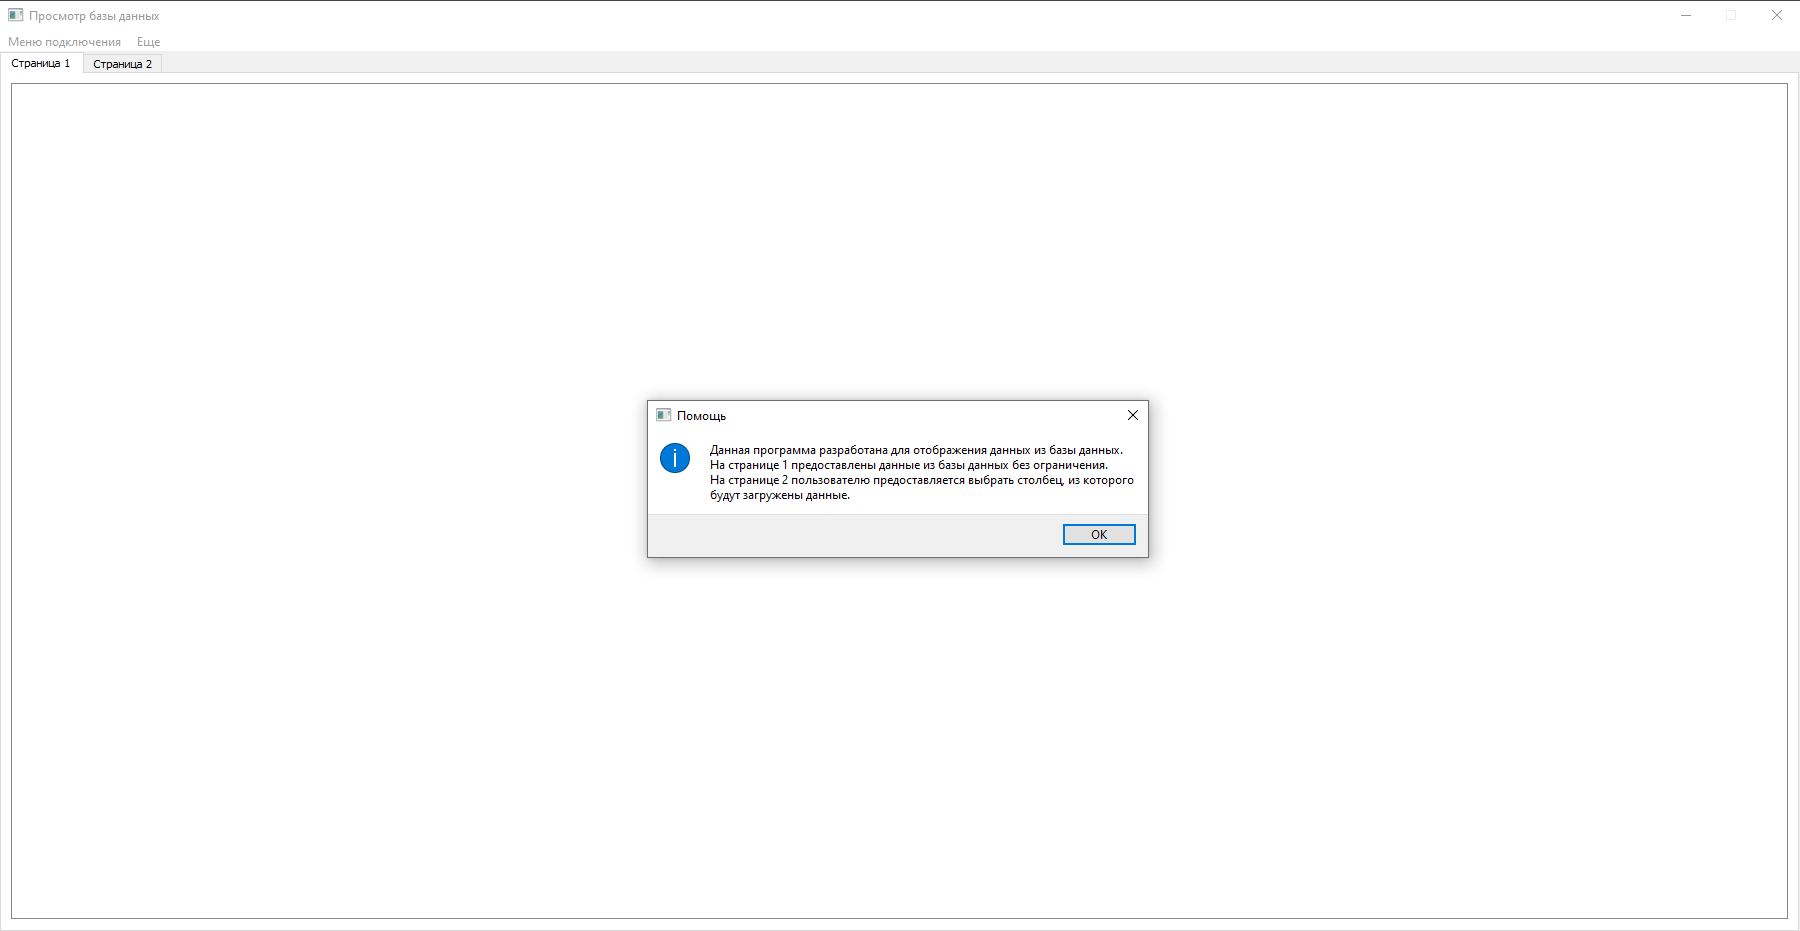 Просмотр базы данных
Меню подключения Еще
Страница 1 Страница 2
Помощь
Данная программа разработана для отображения данных из базы данных.
На странице 1 предоставлены данные из базы данных без ограничения.
На странице 2 пользователю предоставляется выбрать столбец, из которого
будут загружены данные.
OK